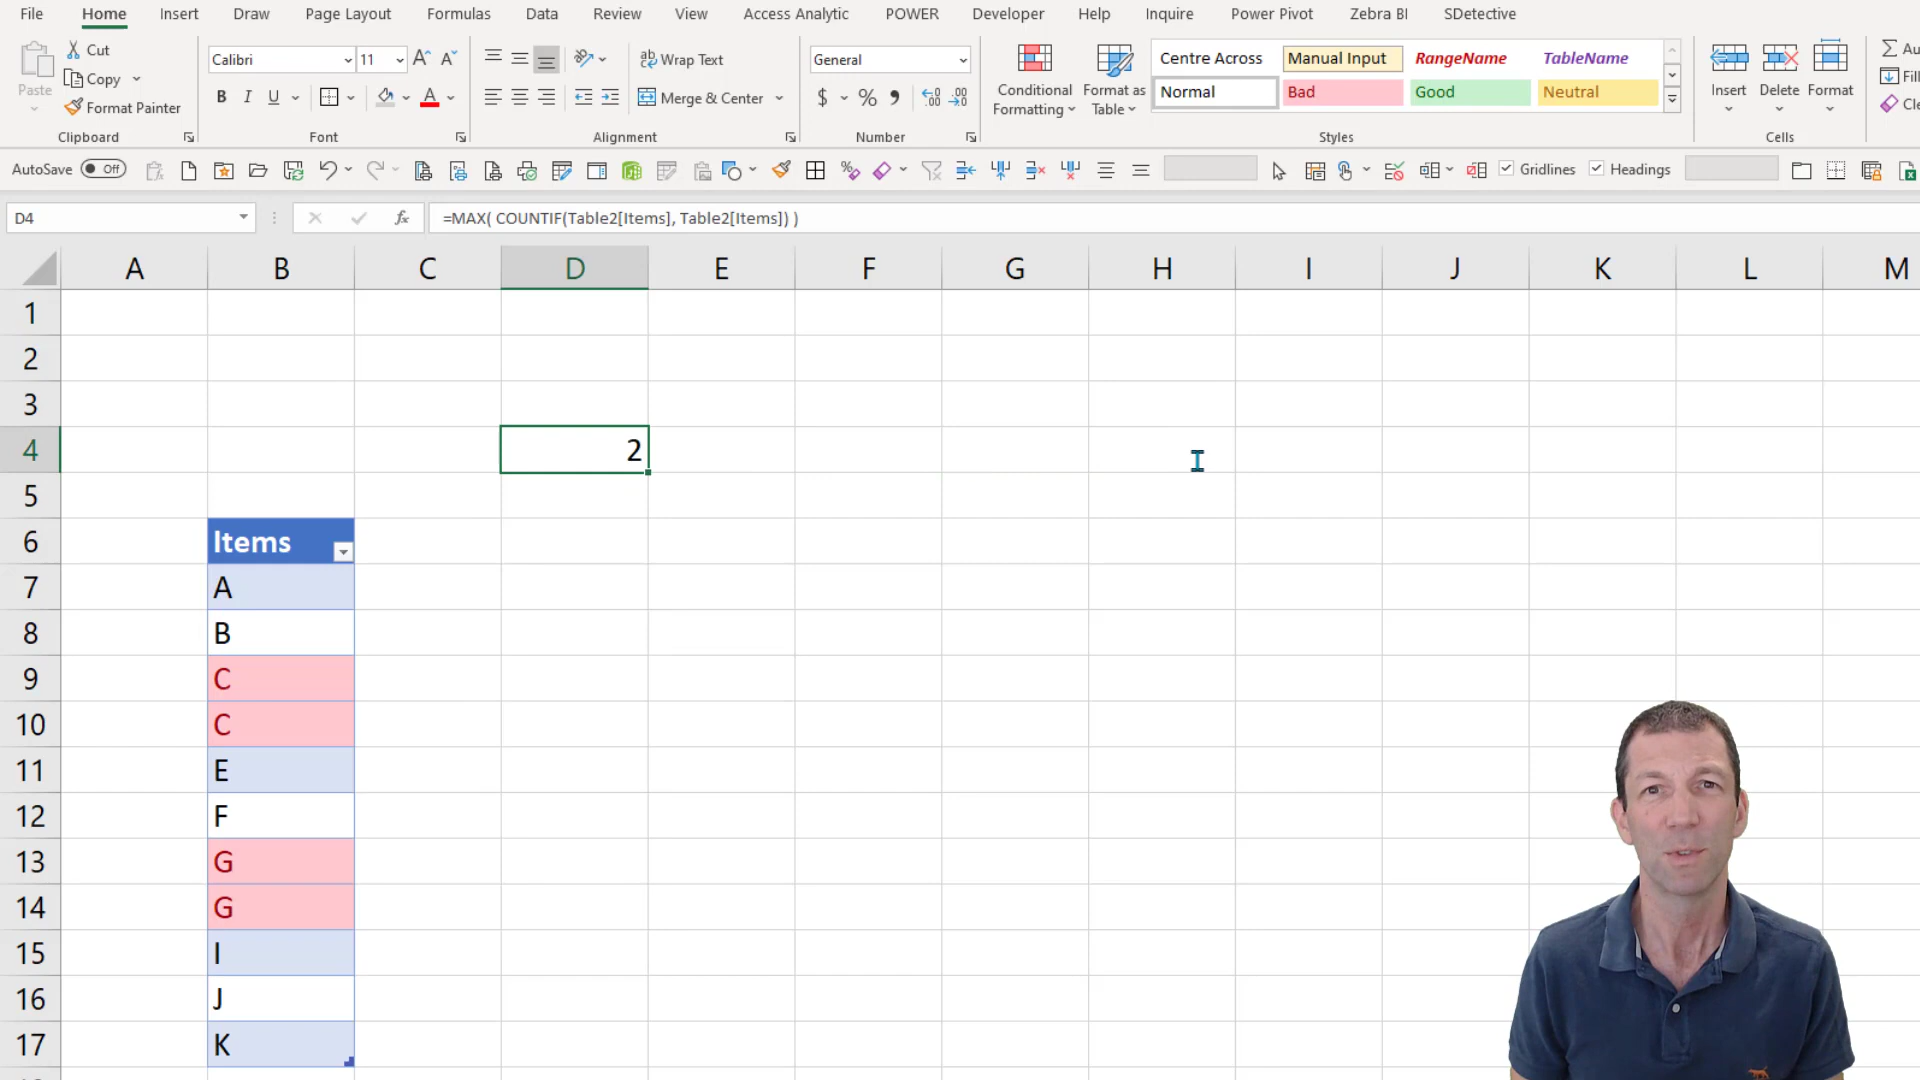 File Home Insert Draw Page Layout Formulas Data Review View Access Analytic POWER Developer Help Inquire Power Pivot Zebra BI SDetective
Paste
Cut
Copy
Format Painter
Clipboard
Calibri 11
B I U
Font
Wrap Text
Merge & Center
Alignment
General
$ % 9
Number
Conditional Formatting
Format as Table
Centre Across Manual Input RangeName TableName
Normal Bad Good Neutral
Styles
Insert Delete Format
Cells
AutoSave Off
Gridlines Headings
D4
fx
=MAX( COUNTIF(Table2[Items], Table2[Items]) )
A B C D E F G H I J K L M
1
2
3
4 2
5
6 Items
7 A
8 B
9 C
10 C
11 E
12 F
13 G
14 G
15 I
16 J
17 K